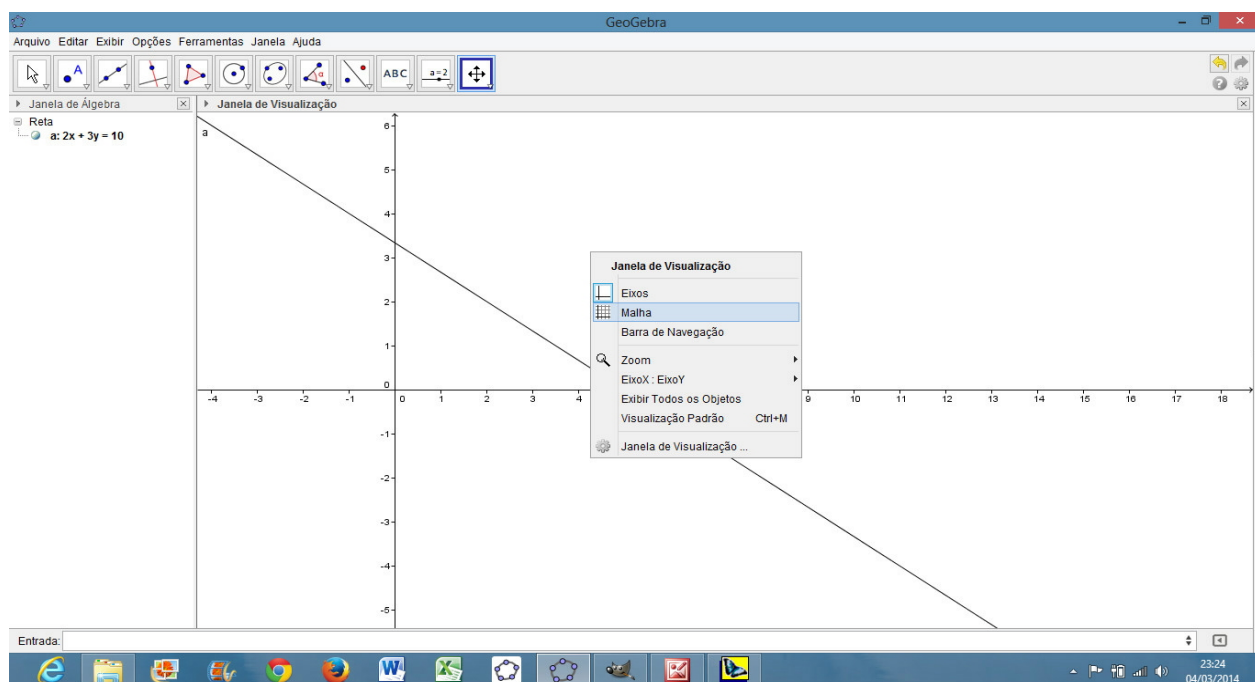 GeoGebra
Arquivo Editar Exibir Opções Ferramentas Janela Ajuda
A
α
ABC
a=2
Janela de Álgebra
Janela de Visualização
Reta
a: 2x + 3y = 10
a
6
5
4
3
2
1
0
-1
-2
-3
-4
-5
-4 -3 -2 -1 0 1 2 3 4 9 10 11 12 13 14 15 16 17 18
Janela de Visualização
Eixos
Malha
Barra de Navegação
Zoom
EixoX : EixoY
Exibir Todos os Objetos
Visualização Padrão Ctrl+M
Janela de Visualização ...
Entrada:
23:24
04/03/2014